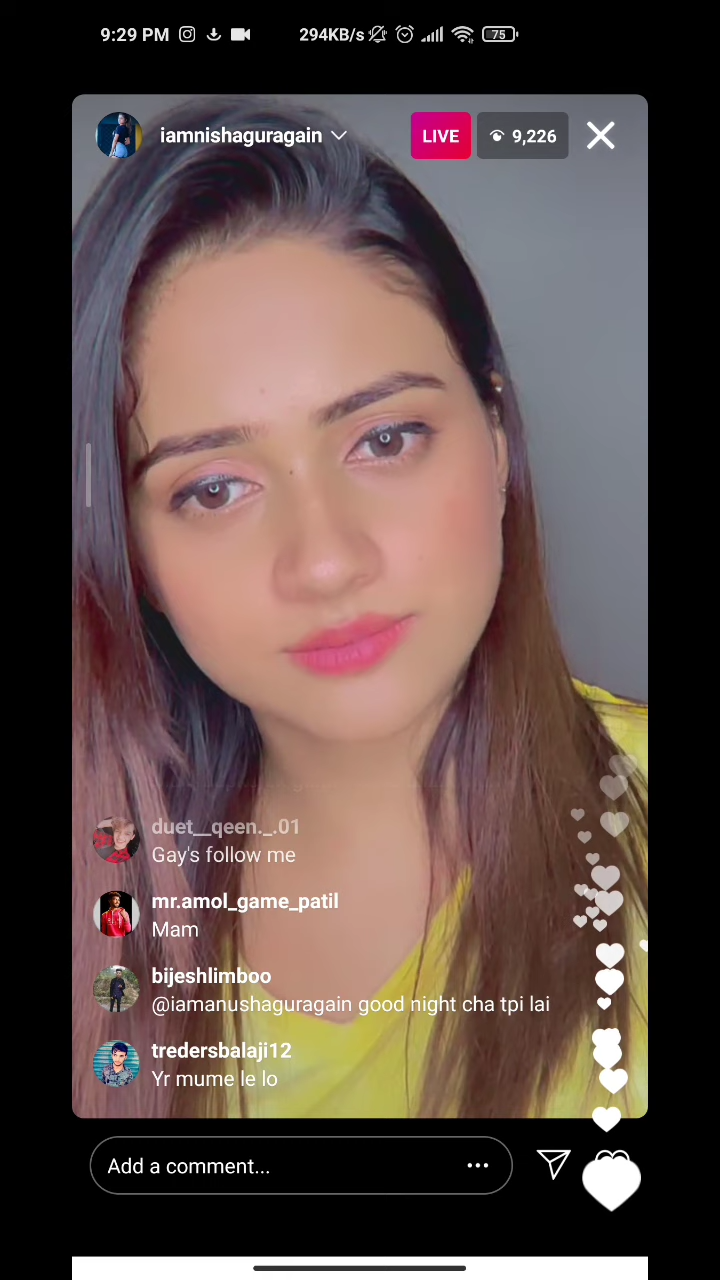 9:29 PM 294KB/s 75
iamnishaguragain LIVE 9,226
duet__qeen._.01
Gay's follow me
mr.amol_game_patil
Mam
bijeshlimboo
@iamanushaguragain good night cha tpi lai
tredersbalaji12
Yr mume le lo
Add a comment...